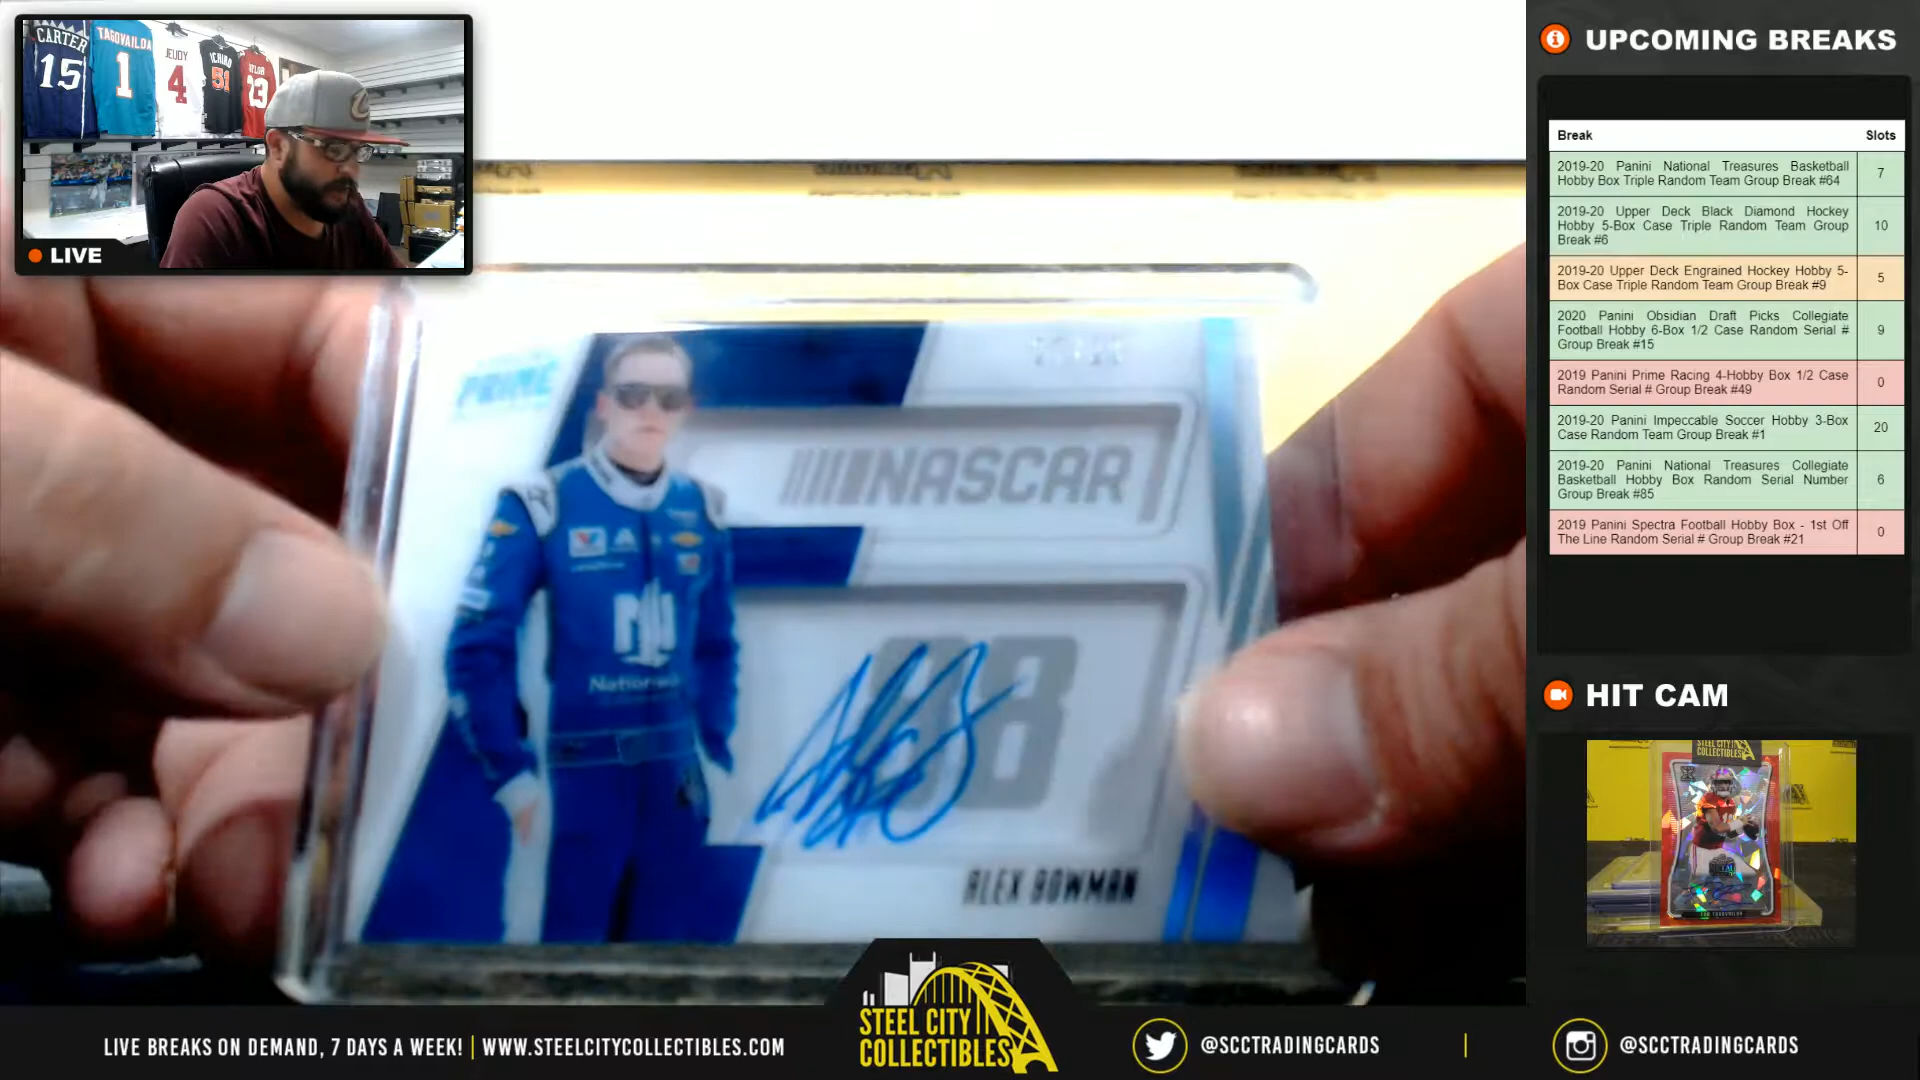 CARTER
15
TAGOVAILOA
1
JEUDY
4
ICHIRO
51
23
LIVE
PRIME
NASCAR
Nationwide
88
ALEX BOWMAN
UPCOMING BREAKS
Break Slots
2019-20 Panini National Treasures Basketball
Hobby Box Triple Random Team Group Break #64
7
2019-20 Upper Deck Black Diamond Hockey
Hobby 5-Box Case Triple Random Team Group
Break #6
10
2019-20 Upper Deck Engrained Hockey Hobby 5-
Box Case Triple Random Team Group Break #9
5
2020 Panini Obsidian Draft Picks Collegiate
Football Hobby 6-Box 1/2 Case Random Serial #
Group Break #15
9
2019 Panini Prime Racing 4-Hobby Box 1/2 Case
Random Serial # Group Break #49
0
2019-20 Panini Impeccable Soccer Hobby 3-Box
Case Random Team Group Break #1
20
2019-20 Panini National Treasures Collegiate
Basketball Hobby Box Random Serial Number
Group Break #85
6
2019 Panini Spectra Football Hobby Box - 1st Off
The Line Random Serial # Group Break #21
0
HIT CAM
STEEL CITY
COLLECTIBLES
LIVE BREAKS ON DEMAND, 7 DAYS A WEEK! | WWW.STEELCITYCOLLECTIBLES.COM
STEEL CITY
COLLECTIBLES
@SCCTRADINGCARDS | @SCCTRADINGCARDS